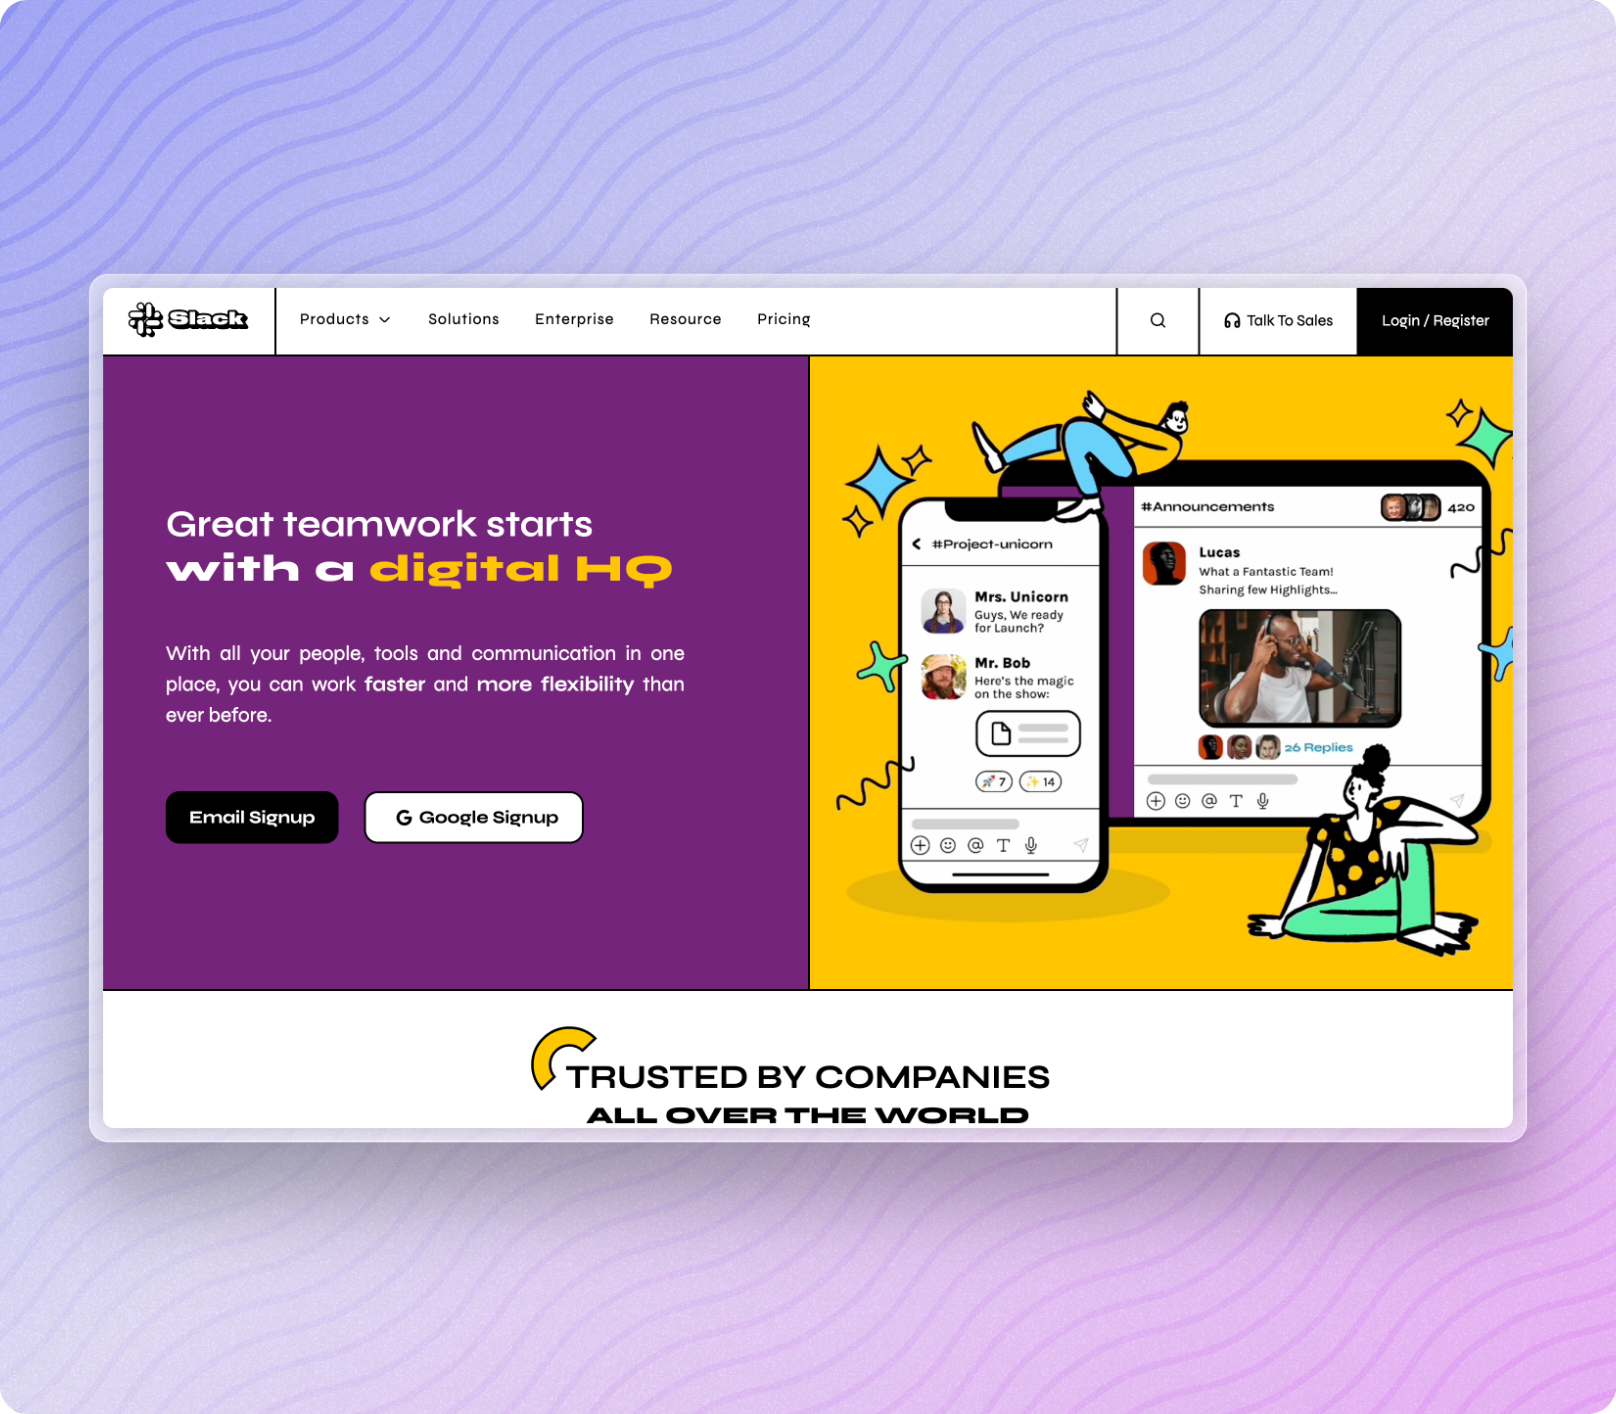 Slack
Products
Solutions
Enterprise
Resource
Pricing
Talk To Sales
Login / Register
Great teamwork starts
with a digital HQ
With all your people, tools and communication in one
place, you can work faster and more flexibility than
ever before.
Email Signup
Google Signup
#Project-unicorn
Mrs. Unicorn
Guys, We ready
for Launch?
Mr. Bob
Here's the magic
on the show:
7
14
#Announcements
420
Lucas
What a Fantastic Team!
Sharing few Highlights...
26 Replies
TRUSTED BY COMPANIES
ALL OVER THE WORLD